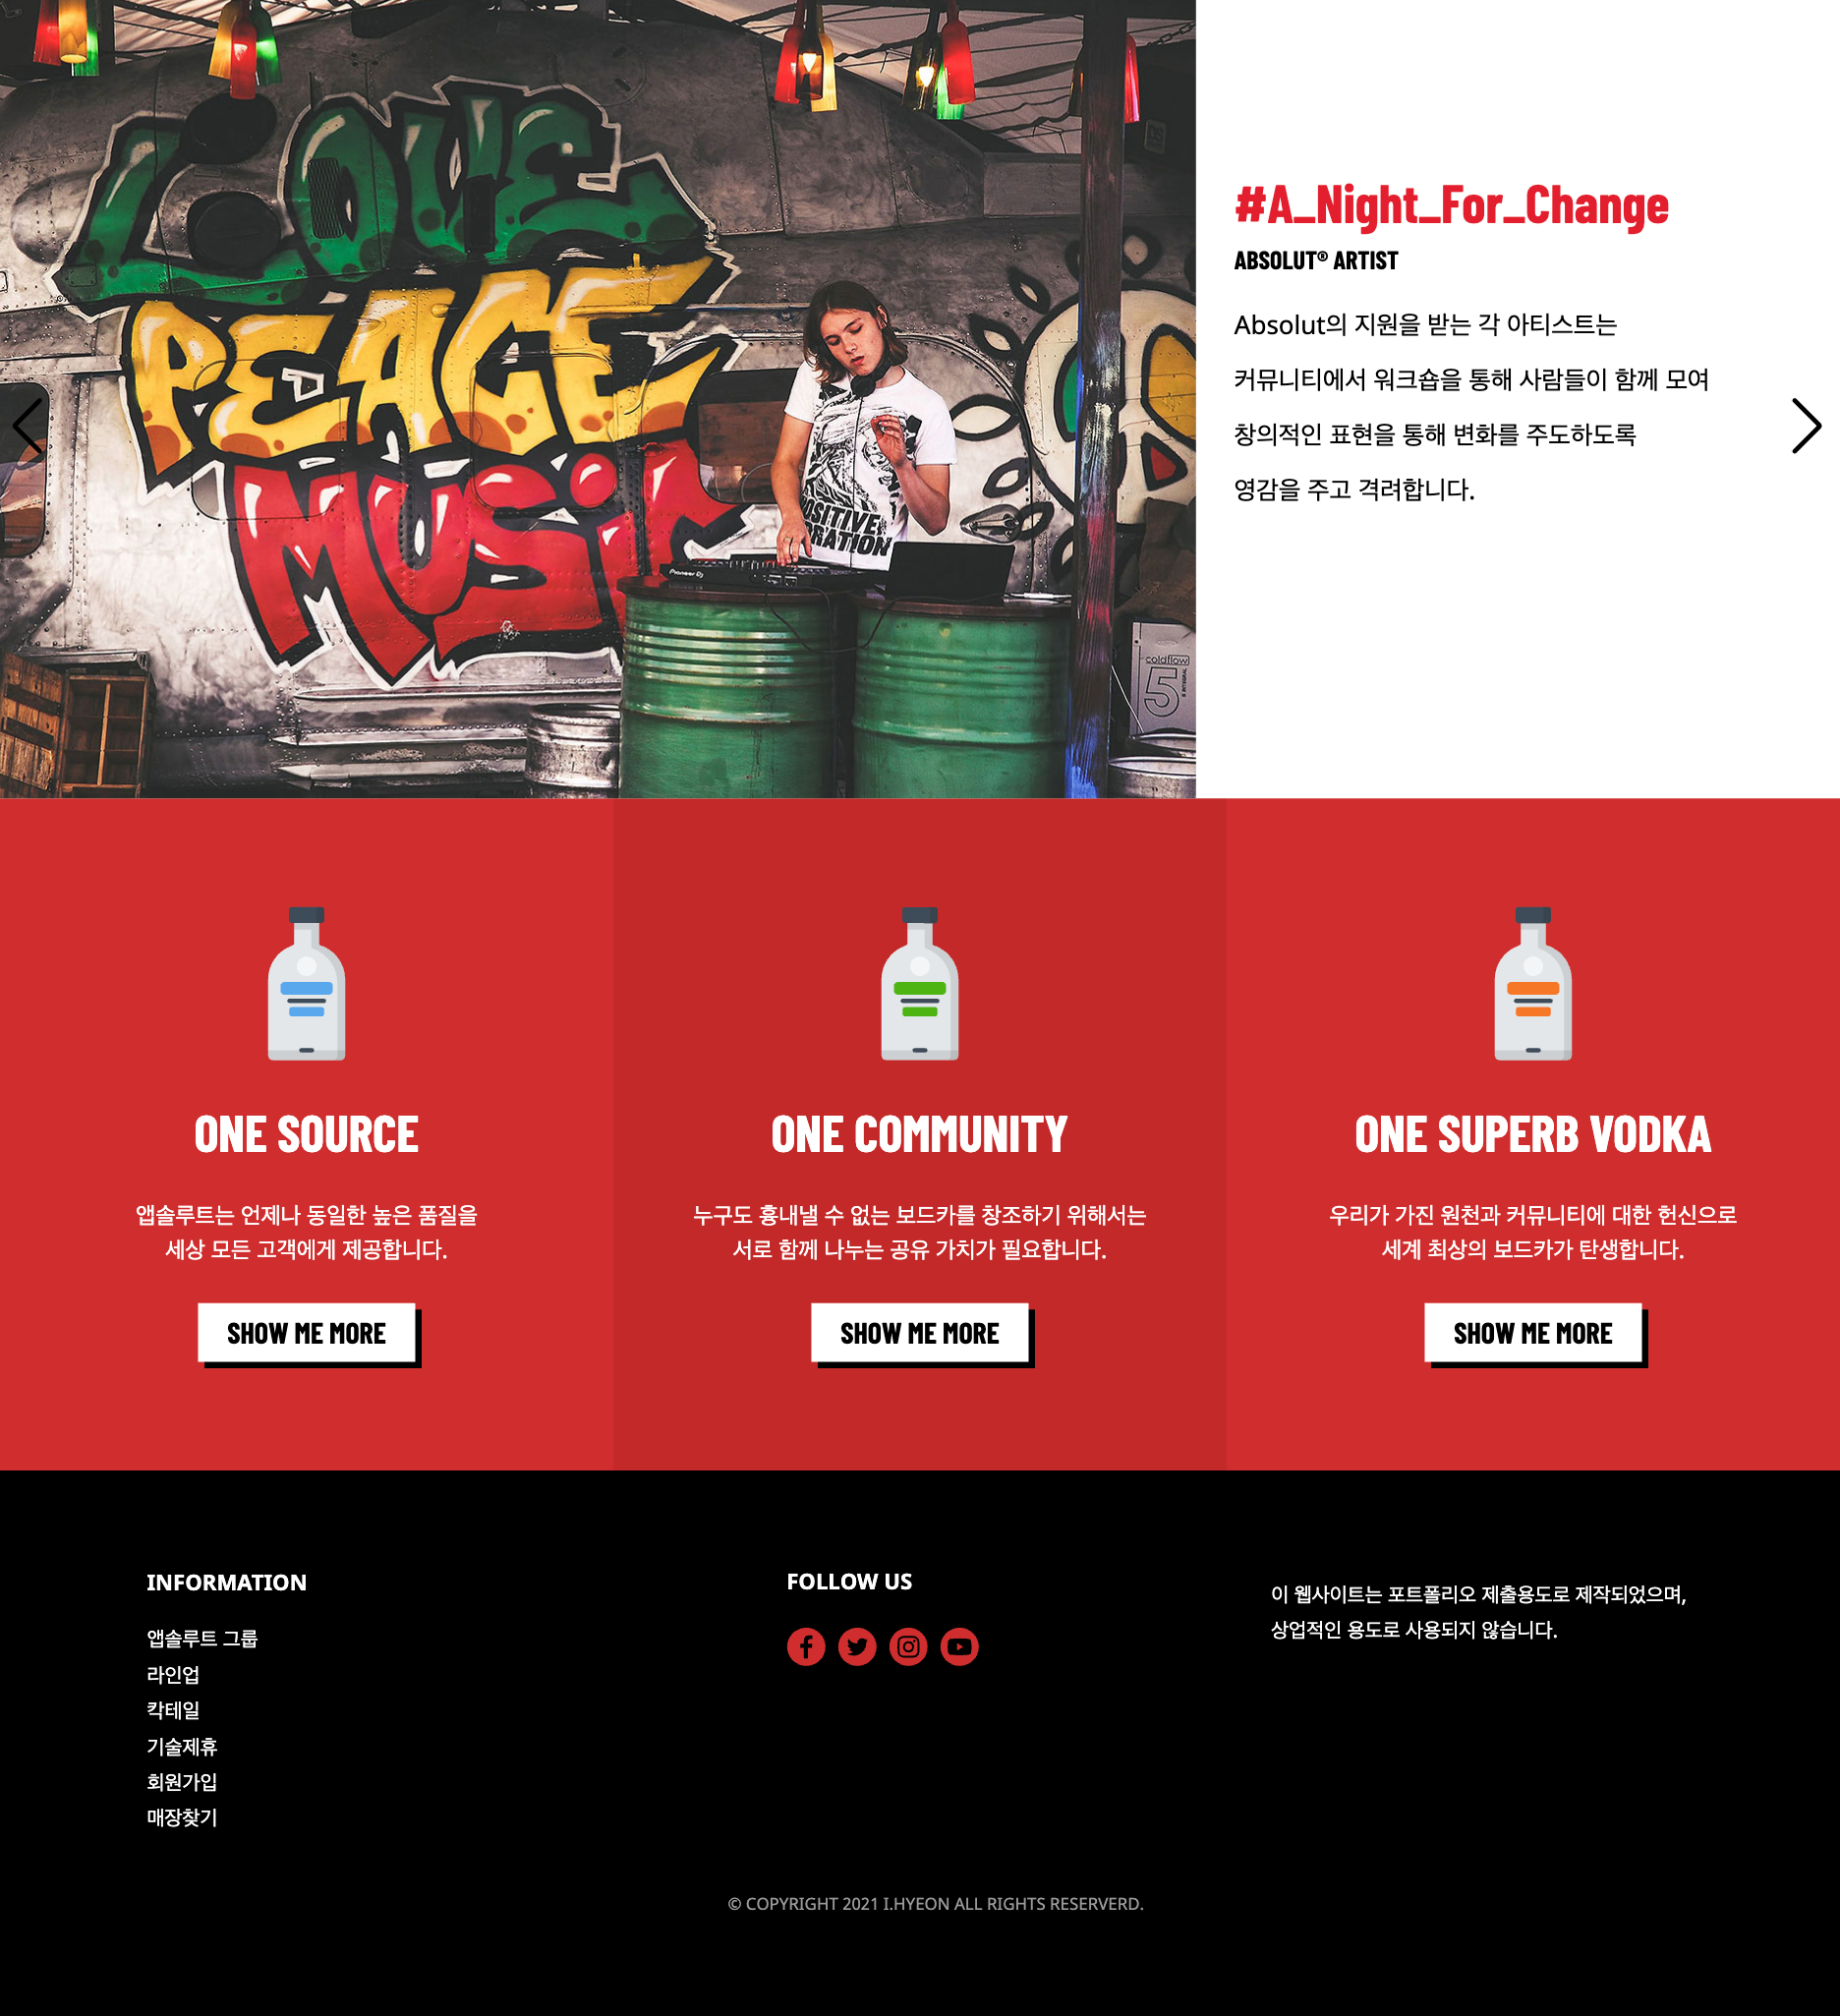 LOVE
PEACE
MUSIC
OSITIVE
BRATION
Pioneer Dj
coldflow
5
#A_Night_For_Change
ABSOLUT® ARTIST
Absolut의 지원을 받는 각 아티스트는
커뮤니티에서 워크숍을 통해 사람들이 함께 모여
창의적인 표현을 통해 변화를 주도하도록
영감을 주고 격려합니다.
ONE SOURCE
앱솔루트는 언제나 동일한 높은 품질을
세상 모든 고객에게 제공합니다.
SHOW ME MORE
ONE COMMUNITY
누구도 흉내낼 수 없는 보드카를 창조하기 위해서는
서로 함께 나누는 공유 가치가 필요합니다.
SHOW ME MORE
ONE SUPERB VODKA
우리가 가진 원천과 커뮤니티에 대한 헌신으로
세계 최상의 보드카가 탄생합니다.
SHOW ME MORE
INFORMATION
앱솔루트 그룹
라인업
칵테일
기술제휴
회원가입
매장찾기
FOLLOW US
이 웹사이트는 포트폴리오 제출용도로 제작되었으며,
상업적인 용도로 사용되지 않습니다.
© COPYRIGHT 2021 I.HYEON ALL RIGHTS RESERVERD.